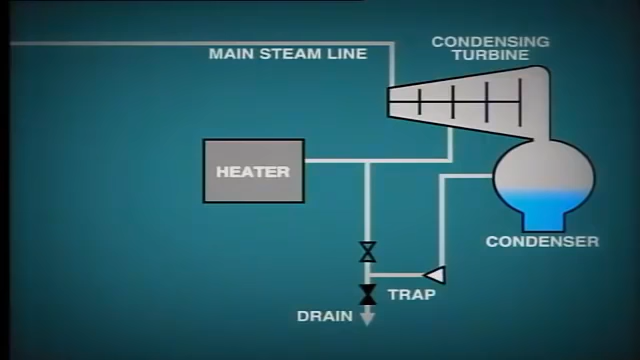 CONDENSING
TURBINE
MAIN STEAM LINE
HEATER
CONDENSER
TRAP
DRAIN